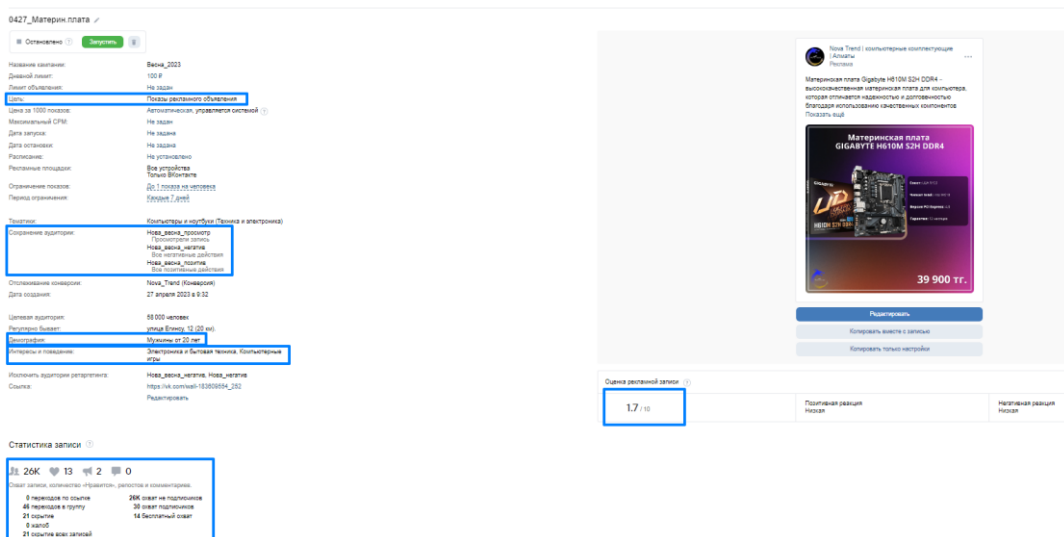 0427_Материн.плата
Остановлено
Запустить
Название кампании: Весна_2023
Дневной лимит: 100 ₽
Лимит объявления: Не задан
Цель: Показы рекламного объявления
Цена за 1000 показов: Автоматическая, управляется системой
Максимальный CPM: Не задан
Дата запуска: Не задана
Дата остановки: Не задана
Расписание: Не установлено
Рекламные площадки: Все устройства
Только ВКонтакте
Ограничение показов: До 1 показа на человека
Период ограничения: Каждые 7 дней
Тематики: Компьютеры и ноутбуки (Техника и электроника)
Сохранение аудитории: Нова_весна_просмотр
Просмотрели запись
Нова_весна_негатив
Все негативные действия
Нова_весна_позитив
Все позитивные действия
Отслеживание конверсии: Nova_Trend (Конверсия)
Дата создания: 27 апреля 2023 в 9:32
Целевая аудитория: 58 000 человек
Регулярно бывает: 12 (20 км).
Демография: Мужчины от 20 лет
Интересы и поведение: Электроника и бытовая техника, Компьютерные
игры
Исключить аудитории ретаргетинга: Нова_весна_негатив, Нова_негатив
Ссылка:
Редактировать
Nova Trend | компьютерные комплектующие
| Алматы
Реклама
Материнская плата Gigabyte H610M S2H DDR4 -
высококачественная материнская плата для компьютера,
которая отличается надежностью и долговечностью
благодаря использованию качественных компонентов
Показать ещё
Материнская плата
GIGABYTE H610M S2H DDR4
39 900 тг.
Редактировать
Копировать вместе с записью
Копировать только настройки
Оценка рекламной записи
1.7 / 10
Позитивная реакция
Низкая
Негативная реакция
Низкая
Статистика записи
26K 13 2 0
Охват записи, количество «Нравится», репостов и комментариев.
0 переходов по ссылке 26K охват не подписчиков
46 переходов в группу 30 охват подписчиков
21 скрытие 14 бесплатный охват
0 жалоб
21 скрытие всех записей